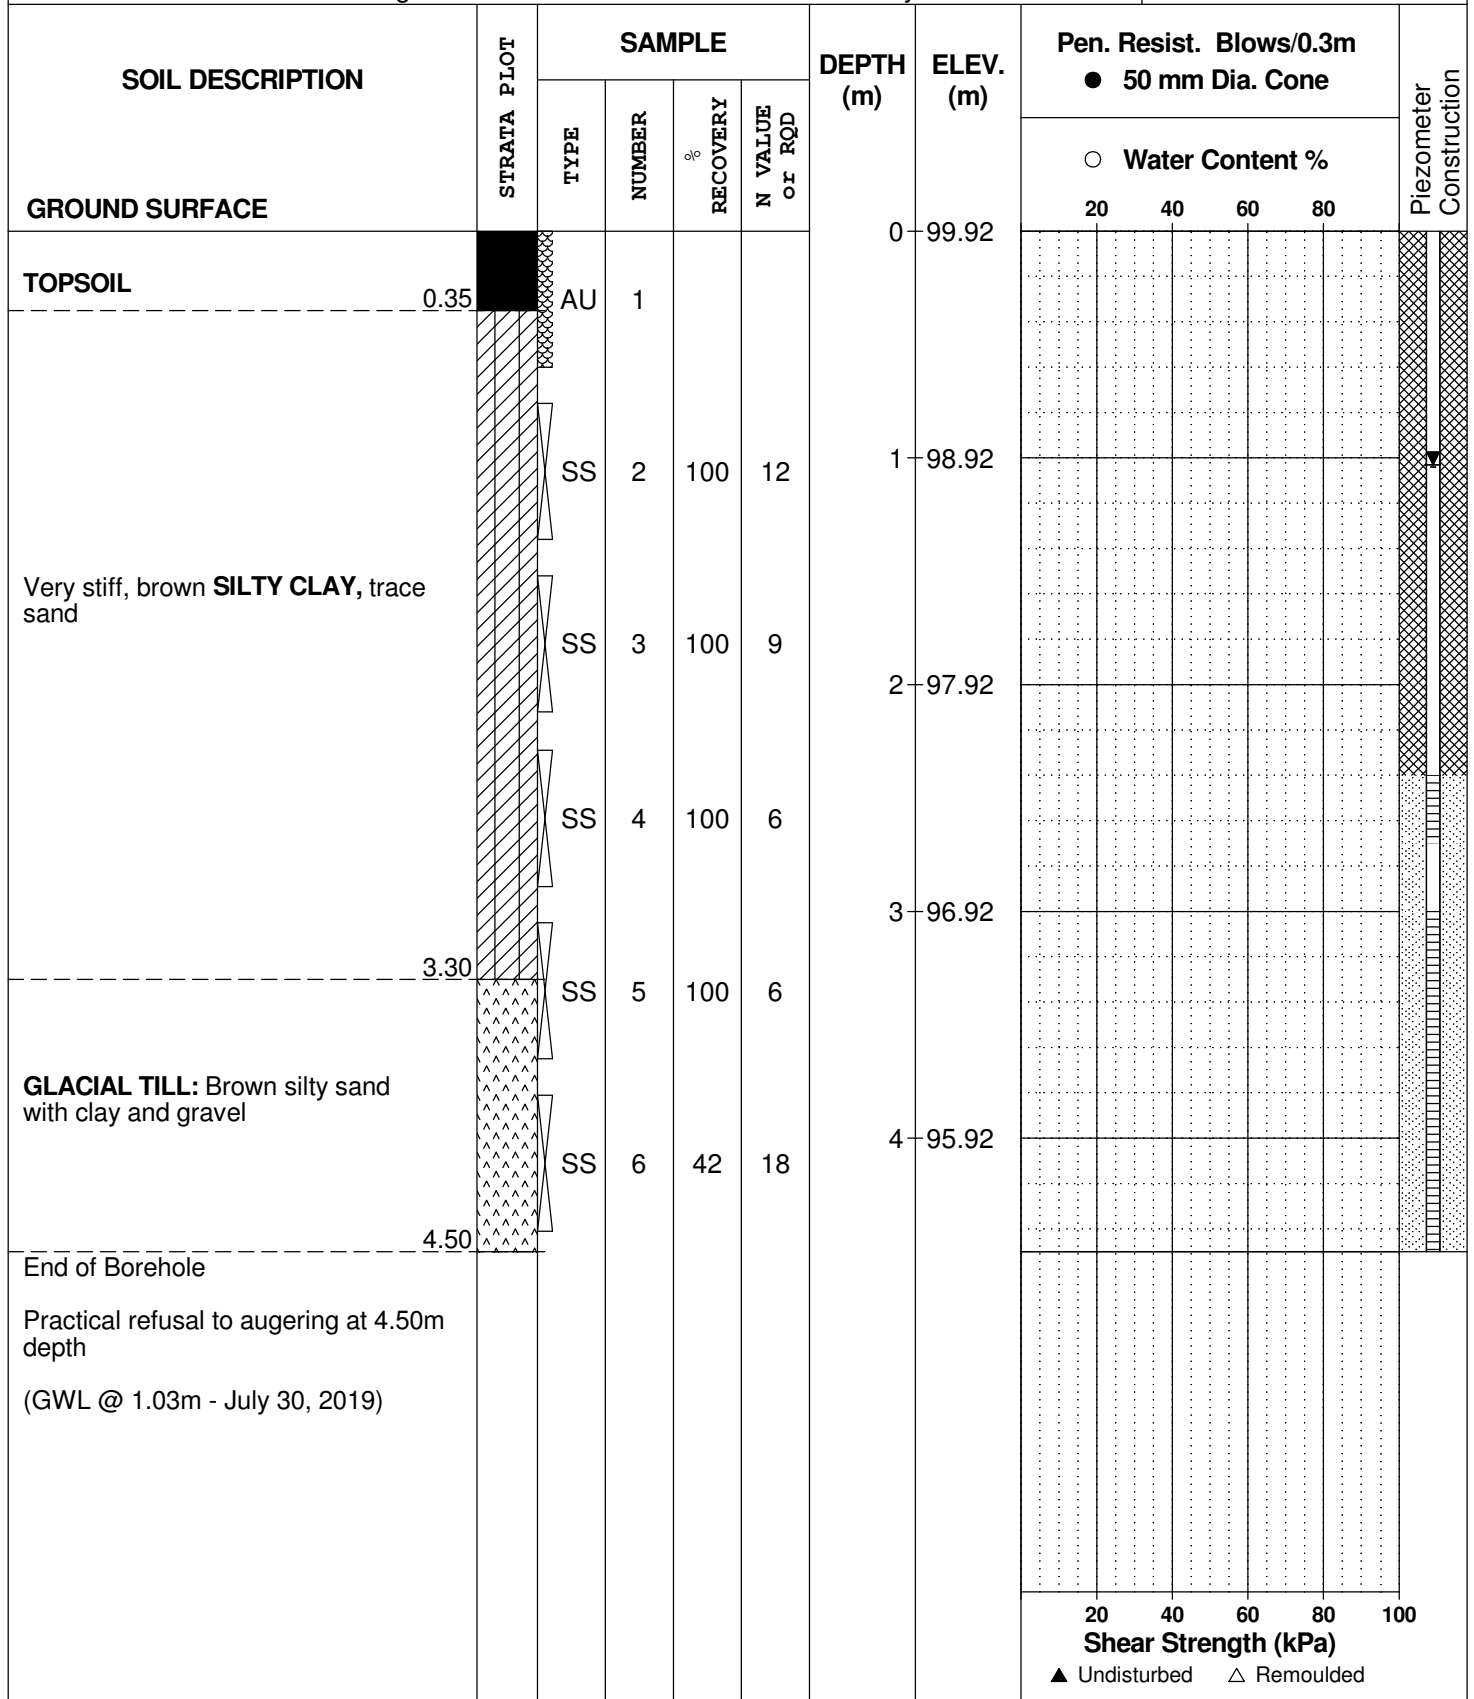 SOIL DESCRIPTION
GROUND SURFACE
STRATA PLOT
SAMPLE
TYPE
NUMBER
%
RECOVERY
N VALUE
or RQD
DEPTH
(m)
ELEV.
(m)
Pen. Resist. Blows/0.3m
● 50 mm Dia. Cone
○ Water Content %
20 40 60 80
Piezometer
Construction
0 99.92
TOPSOIL
0.35
AU 1
1 98.92
SS 2 100 12
Very stiff, brown SILTY CLAY, trace
sand
SS 3 100 9
2 97.92
SS 4 100 6
3 96.92
3.30
SS 5 100 6
GLACIAL TILL: Brown silty sand
with clay and gravel
4 95.92
SS 6 42 18
4.50
End of Borehole
Practical refusal to augering at 4.50m
depth
(GWL @ 1.03m - July 30, 2019)
20 40 60 80 100
Shear Strength (kPa)
▲ Undisturbed △ Remoulded